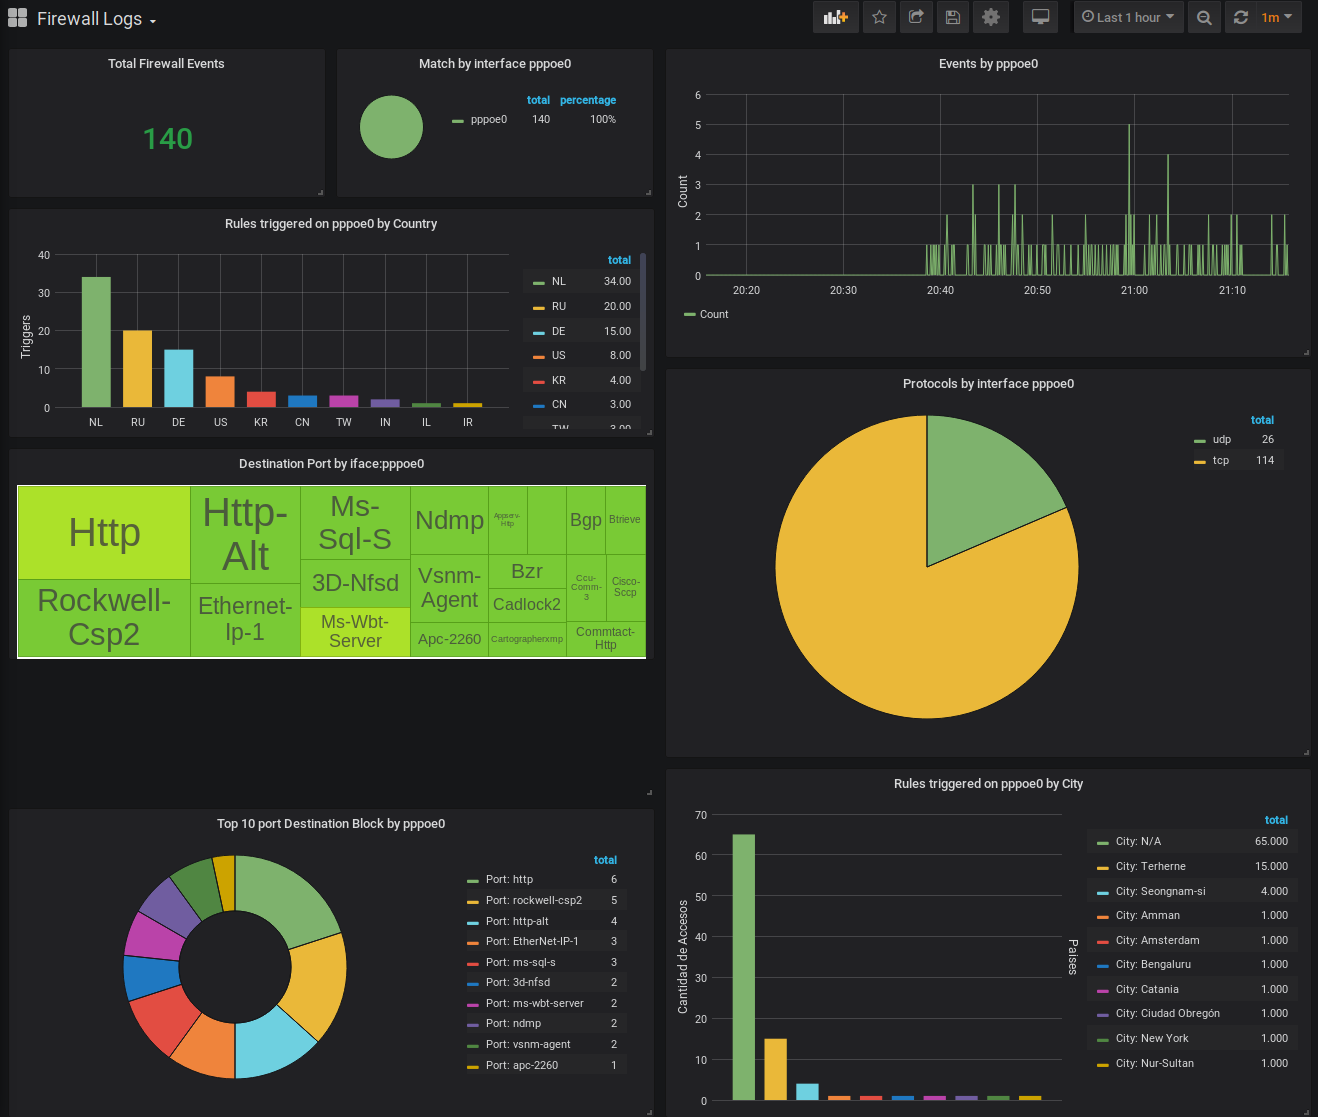 Firewall Logs
Last 1 hour
1m
Total Firewall Events
140
Match by interface pppoe0
total percentage
pppoe0 140 100%
Events by pppoe0
6
5
4
3
2
1
0
Count
20:20 20:30 20:40 20:50 21:00 21:10
Count
Rules triggered on pppoe0 by Country
40
30
20
10
0
Triggers
NL RU DE US KR CN TW IN IL IR
total
NL 34.00
RU 20.00
DE 15.00
US 8.00
KR 4.00
CN 3.00
TW 3.00
Protocols by interface pppoe0
total
udp 26
tcp 114
Destination Port by iface:pppoe0
Http
Rockwell-
Csp2
Http-
Alt
Ethernet-
Ip-1
Ms-
Sql-S
3D-Nfsd
Ms-Wbt-
Server
Ndmp
Vsnm-
Agent
Apc-2260
Appserv-
Http
Bzr
Cadlock2
Cartographerxmp
Bgp
Btrieve
Ccu-
Comm-
3
Cisco-
Sccp
Commtact-
Http
Top 10 port Destination Block by pppoe0
total
Port: http 6
Port: rockwell-csp2 5
Port: http-alt 4
Port: EtherNet-IP-1 3
Port: ms-sql-s 3
Port: 3d-nfsd 2
Port: ms-wbt-server 2
Port: ndmp 2
Port: vsnm-agent 2
Port: apc-2260 1
Rules triggered on pppoe0 by City
70
60
50
40
30
20
10
0
Cantidad de Accesos
Paises
total
City: N/A 65.000
City: Terherne 15.000
City: Seongnam-si 4.000
City: Amman 1.000
City: Amsterdam 1.000
City: Bengaluru 1.000
City: Catania 1.000
City: Ciudad Obregón 1.000
City: New York 1.000
City: Nur-Sultan 1.000